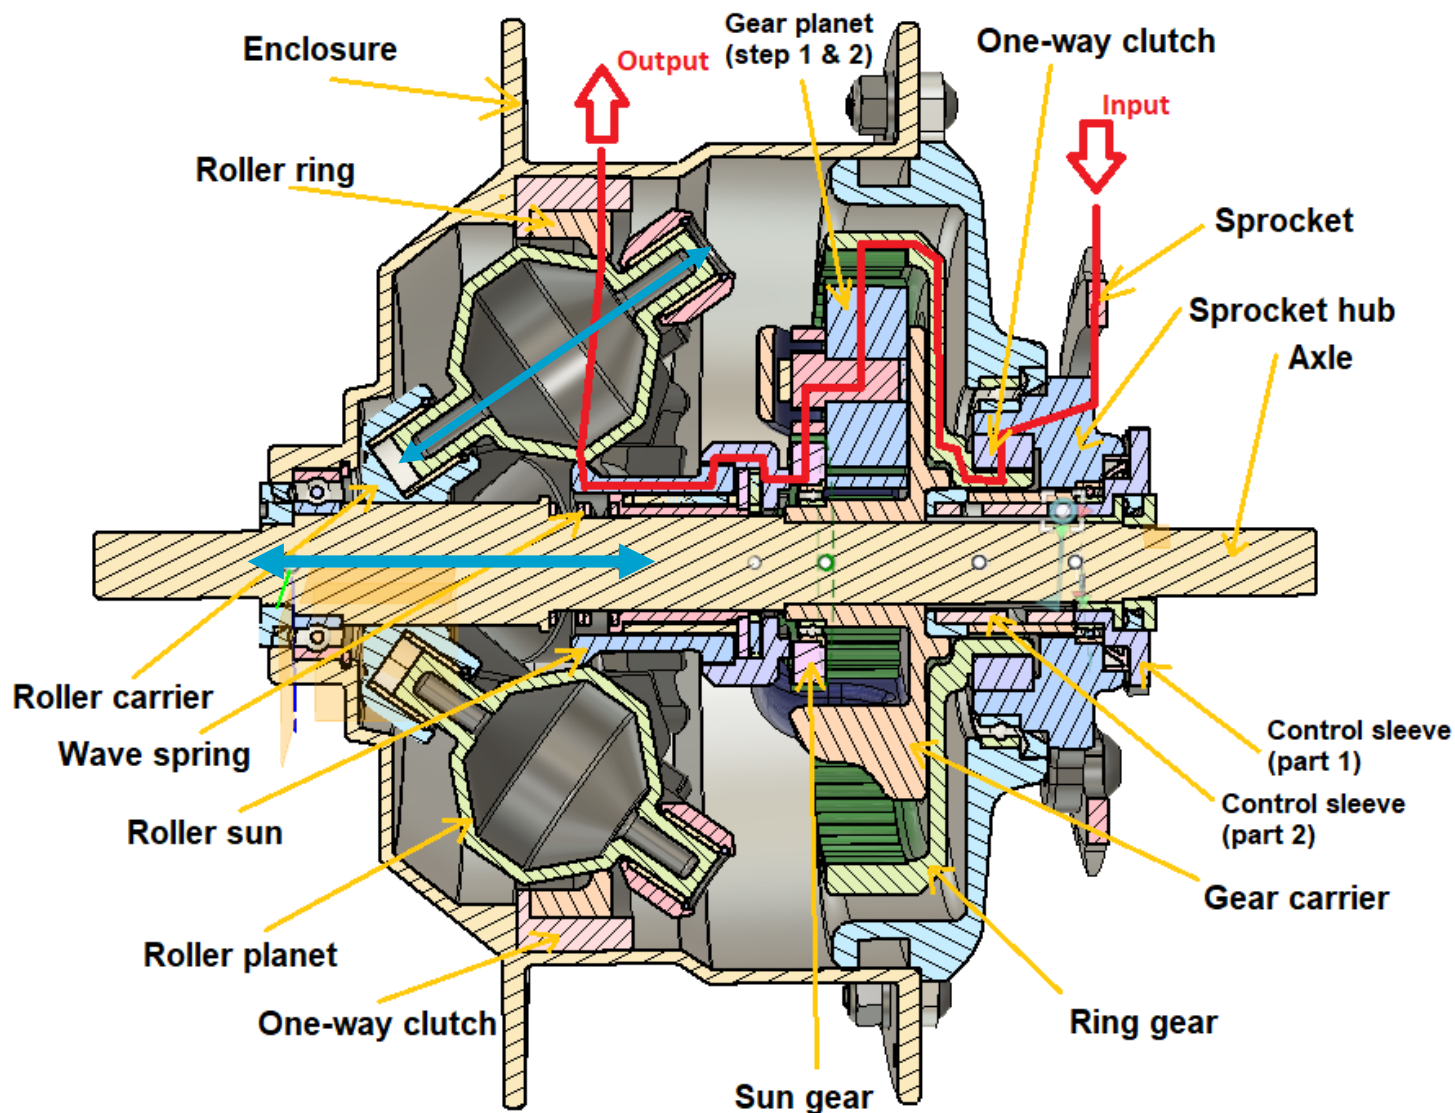 Enclosure
Output
Gear planet
(step 1 & 2)
One-way clutch
Input
Roller ring
Sprocket
Sprocket hub
Axle
Roller carrier
Wave spring
Roller sun
Control sleeve
(part 1)
Control sleeve
(part 2)
Gear carrier
Roller planet
One-way clutch
Ring gear
Sun gear